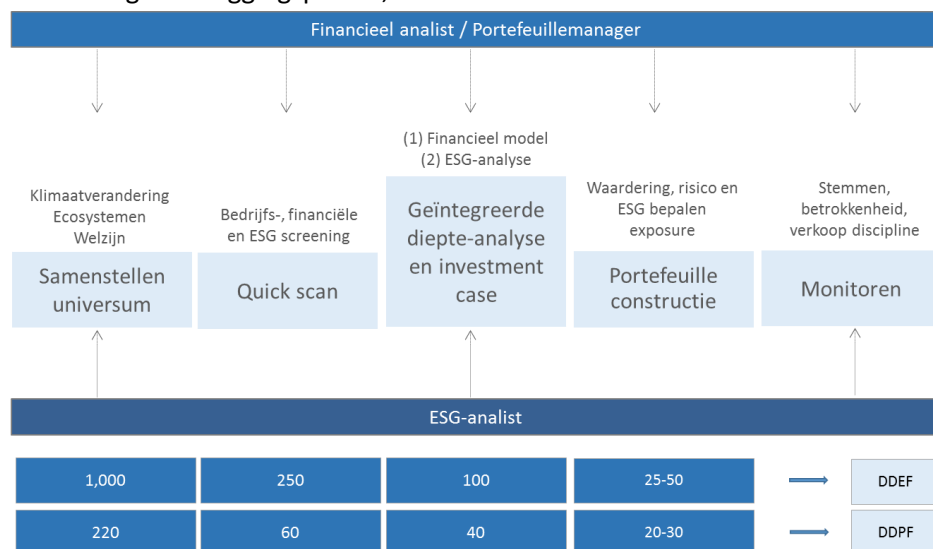 Financieel analist / Portefeuillemanager
(1) Financieel model
(2) ESG-analyse
Klimaatverandering
Ecosystemen
Welzijn
Samenstellen
universum
Bedrijfs-, financiële
en ESG screening
Quick scan
Geïntegreerde
diepte-analyse
en investment
case
Waardering, risico en
ESG bepalen
exposure
Portefeuille
constructie
Stemmen,
betrokkenheid,
verkoop discipline
Monitoren
ESG-analist
1,000 250 100 25-50 DDEF
220 60 40 20-30 DDPF